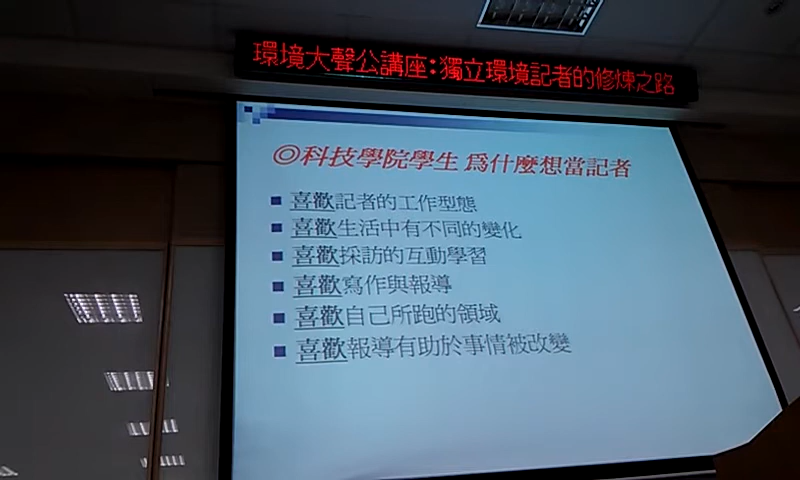 環境大聲公講座:獨立環境記者的修煉之路
◎科技學院學生 為什麼想當記者
喜歡記者的工作型態
喜歡生活中有不同的變化
喜歡採訪的互動學習
喜歡寫作與報導
喜歡自己所跑的領域
喜歡報導有助於事情被改變